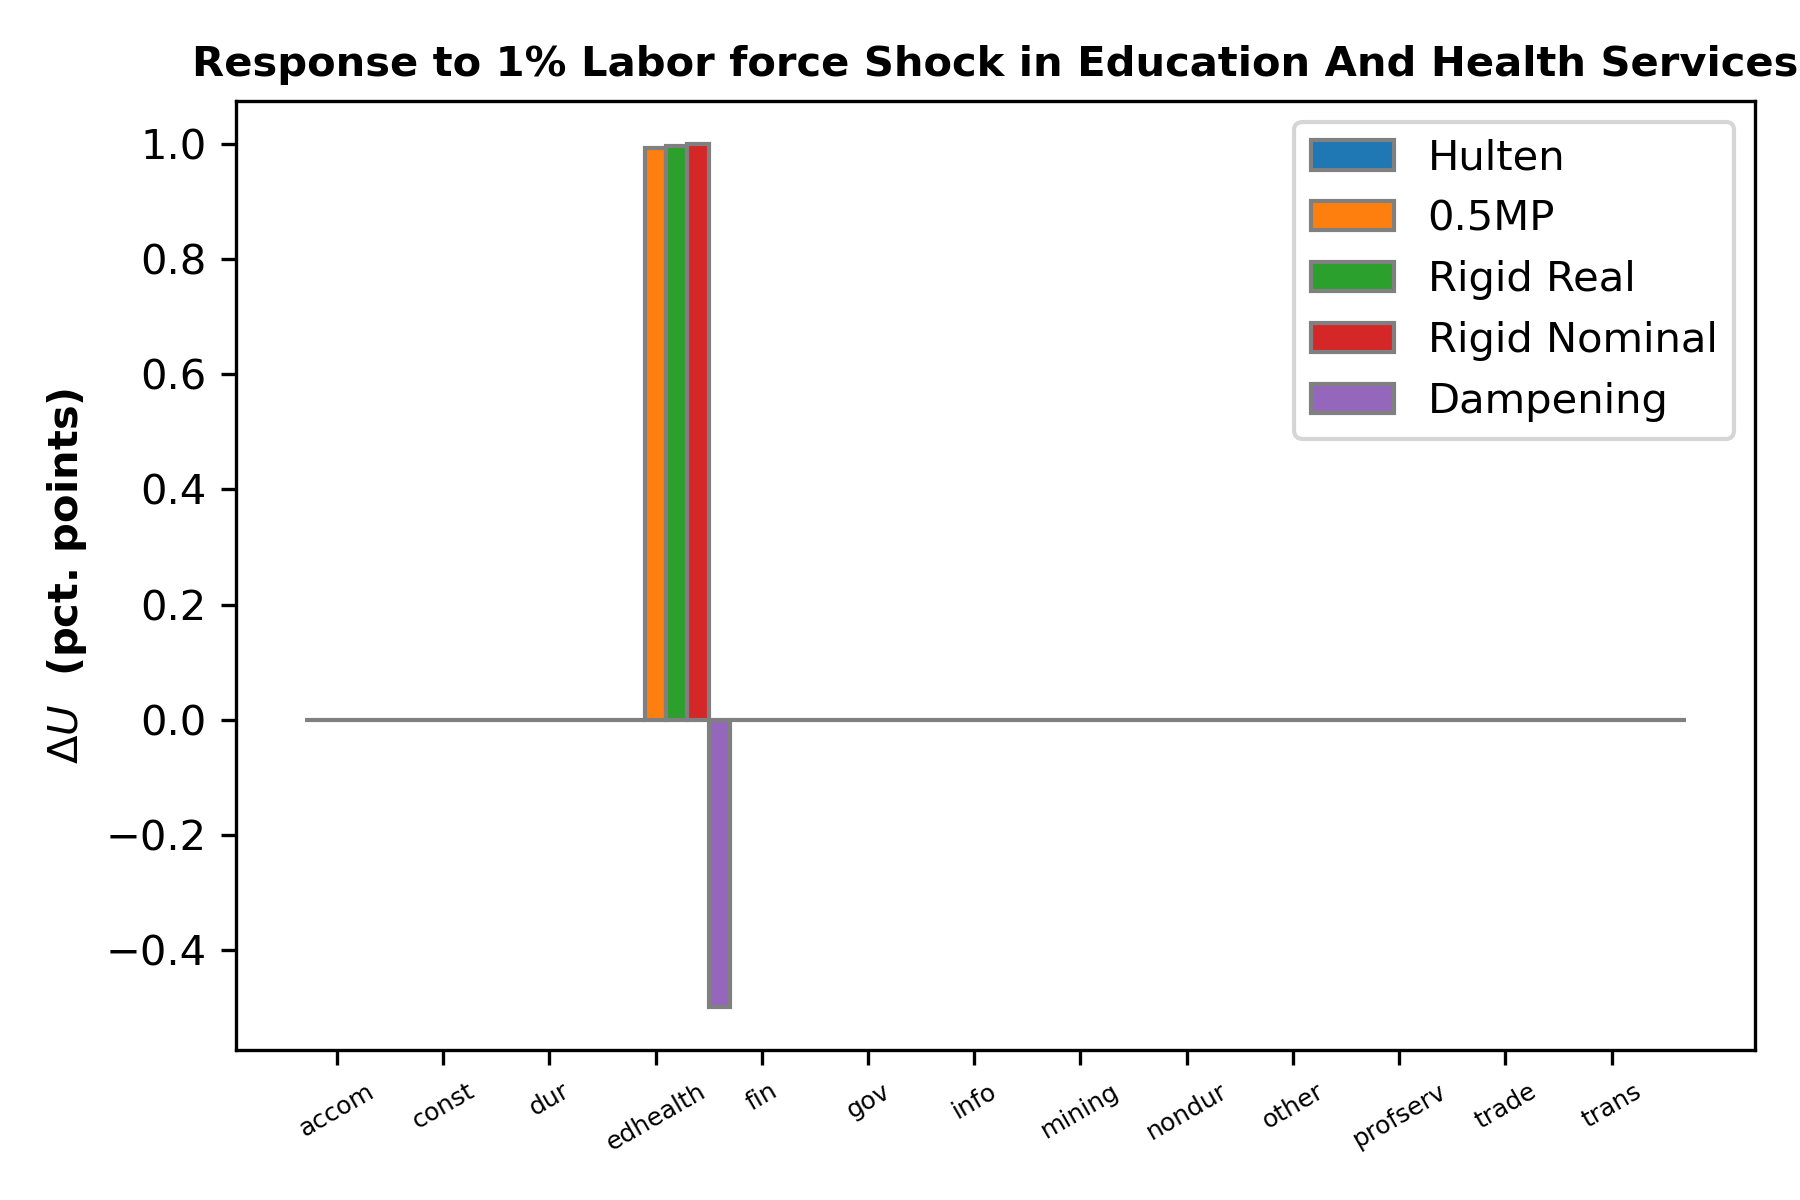 Response to 1% Labor force Shock in Education And Health Services
ΔU (pct. points)
1.0
0.8
0.6
0.4
0.2
0.0
−0.2
−0.4
Hulten
0.5MP
Rigid Real
Rigid Nominal
Dampening
accom const dur edhealth fin gov info mining nondur other profserv trade trans